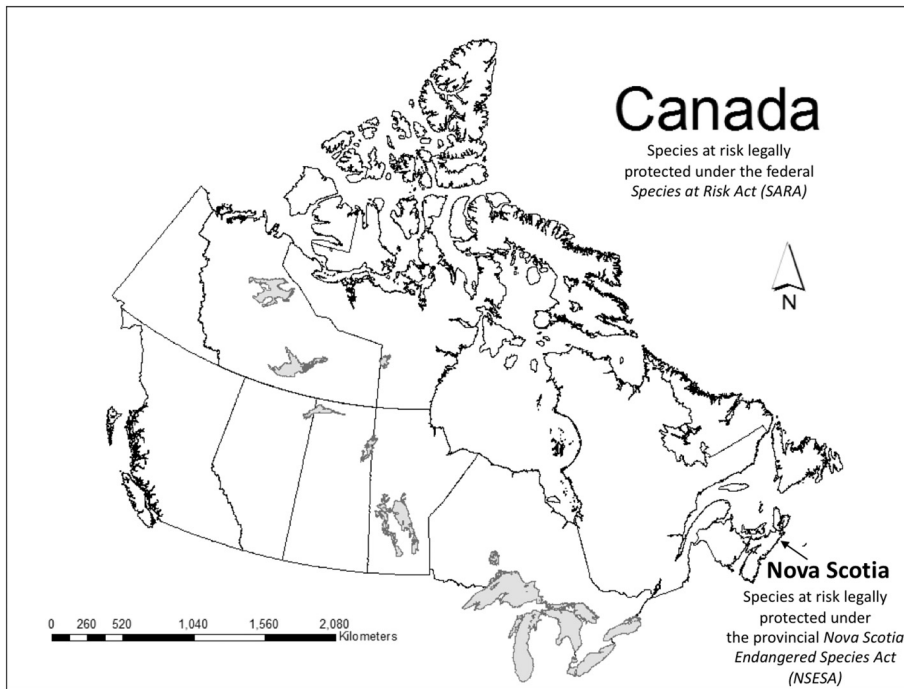 Canada
Species at risk legally
protected under the federal
Species at Risk Act (SARA)
N
Nova Scotia
Species at risk legally
protected under
the provincial Nova Scotia
Endangered Species Act
(NSESA)
0 260 520 1,040 1,560 2,080
Kilometers